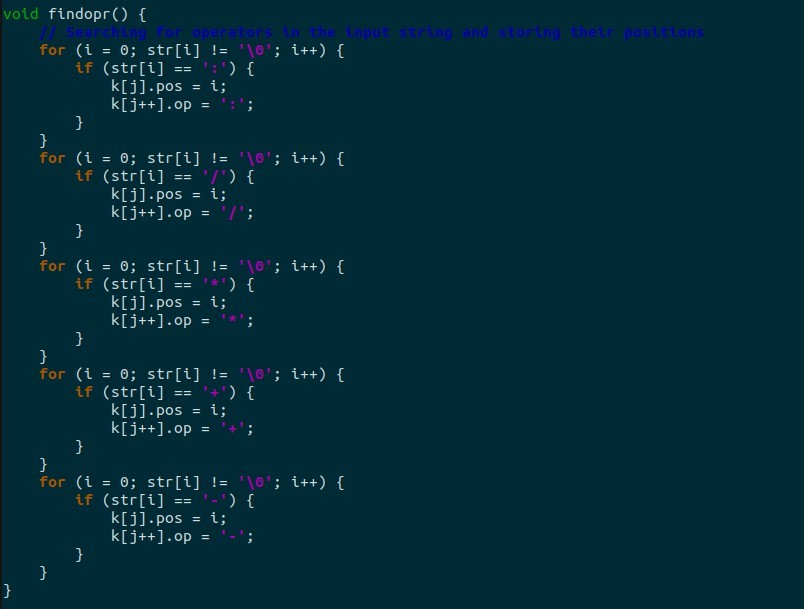 void findopr() {
    // Searching for operators in the input string and storing their positions
    for (i = 0; str[i] != '\0'; i++) {
        if (str[i] == ':') {
            k[j].pos = i;
            k[j++].op = ':';
        }
    }
    for (i = 0; str[i] != '\0'; i++) {
        if (str[i] == '/') {
            k[j].pos = i;
            k[j++].op = '/';
        }
    }
    for (i = 0; str[i] != '\0'; i++) {
        if (str[i] == '*') {
            k[j].pos = i;
            k[j++].op = '*';
        }
    }
    for (i = 0; str[i] != '\0'; i++) {
        if (str[i] == '+') {
            k[j].pos = i;
            k[j++].op = '+';
        }
    }
    for (i = 0; str[i] != '\0'; i++) {
        if (str[i] == '-') {
            k[j].pos = i;
            k[j++].op = '-';
        }
    }
}